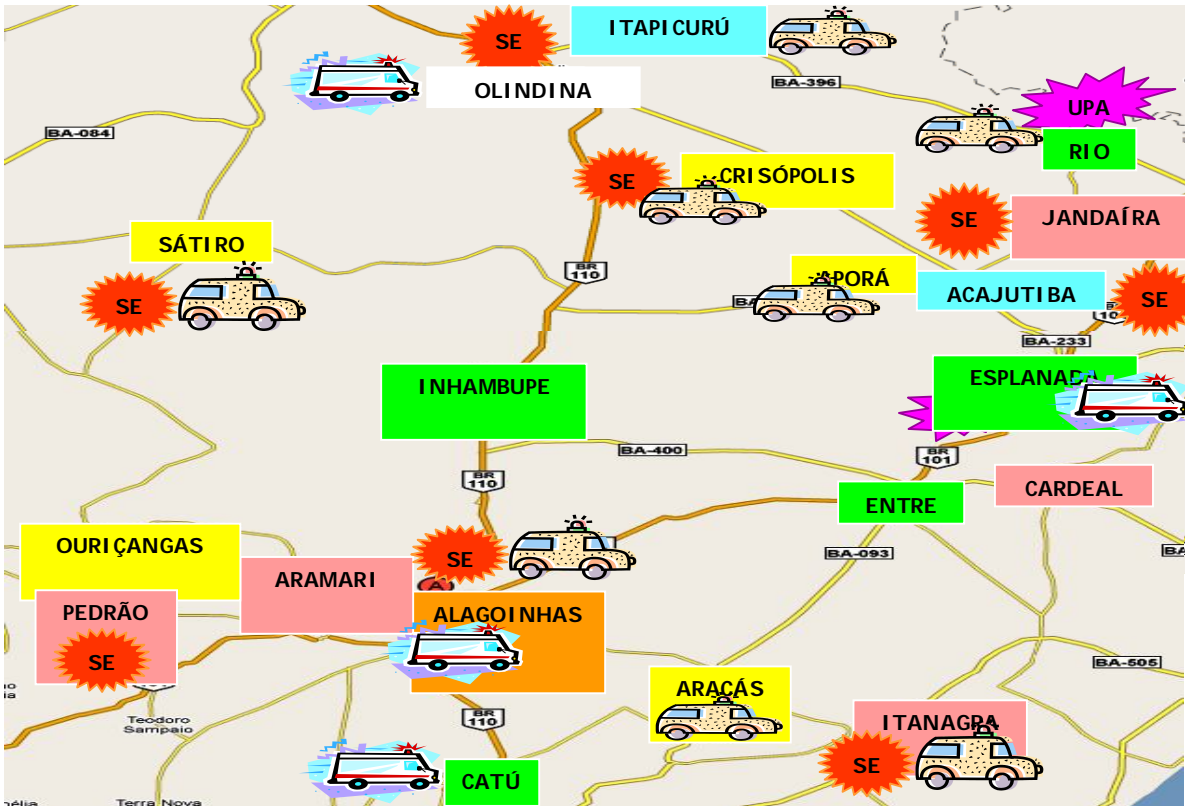 SE
ITAPICURÚ
OLINDINA
BA-396
UPA
BA-084
RIO
SE
CRISÓPOLIS
SE
JANDAÍRA
SÁTIRO
BR
110
SE
APORÁ
ACAJUTIBA
SE
BA-233
INHAMBUPE
ESPLANADA
BA-400
BR
101
BR
110
CARDEAL
ENTRE
OURIÇANGAS
SE
BA-093
ARAMARI
A
PEDRÃO
ALAGOINHAS
SE
BA-505
ARAÇÁS
Teodoro
Sampaio
BR
110
ITANAGRA
SE
CATÚ
Terra Nova